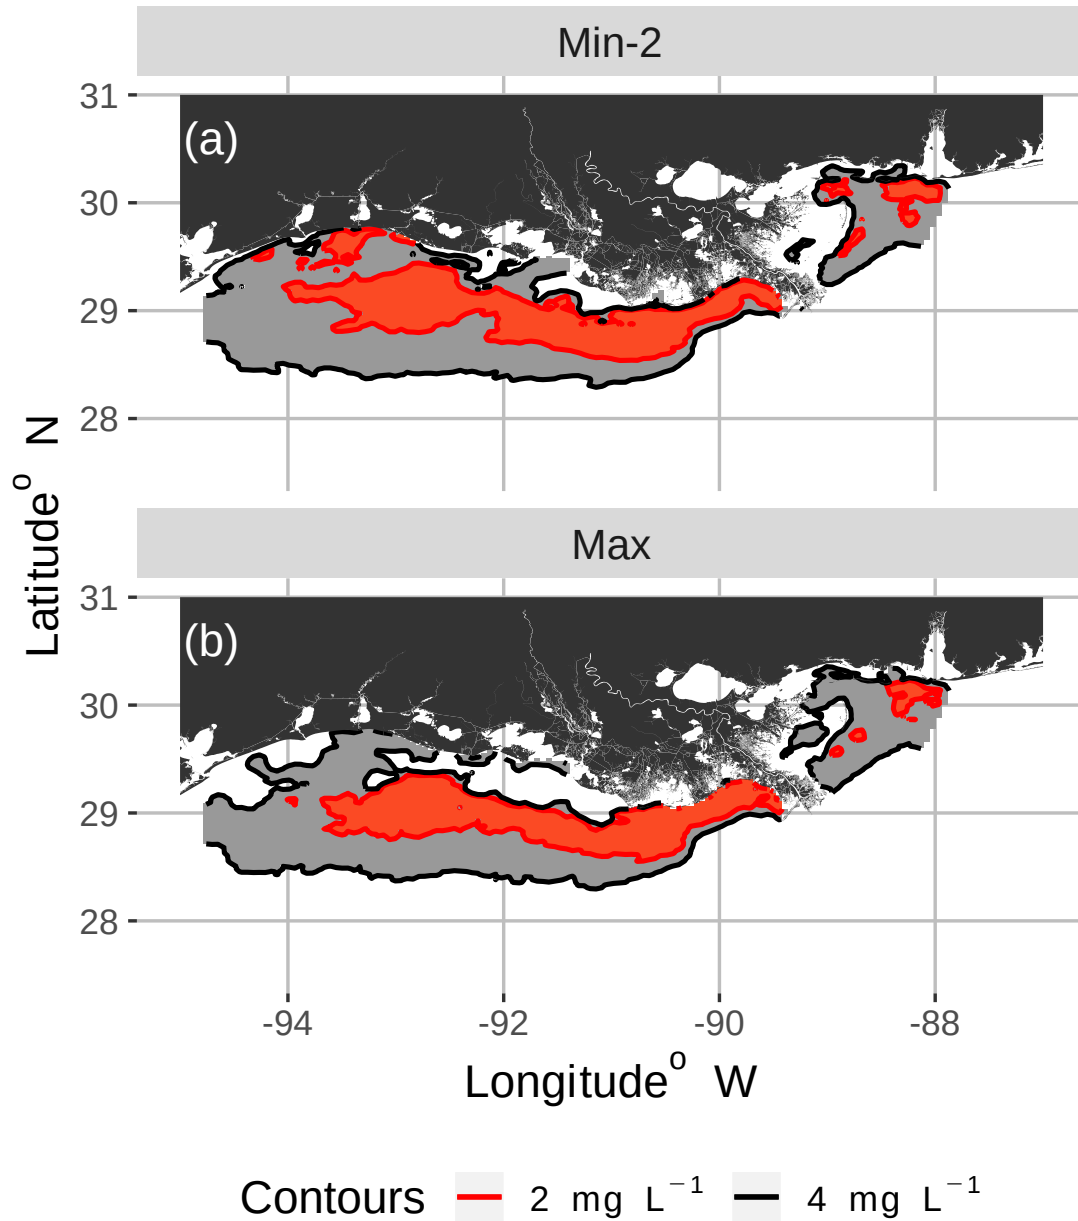 Min-2
(a)
31
30
29
28
Max
(b)
31
30
29
28
Latitude° N
-94 -92 -90 -88
Longitude° W
Contours 2 mg L⁻¹ 4 mg L⁻¹